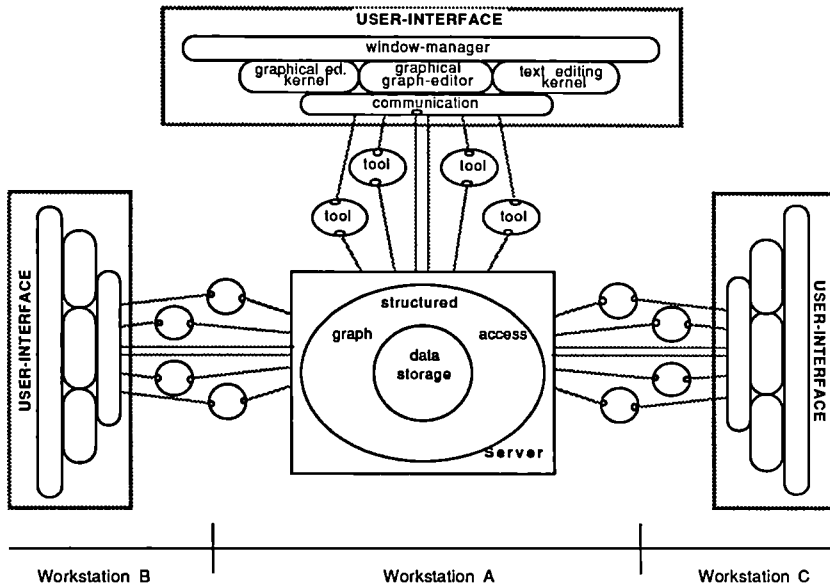 USER-INTERFACE
window-manager
graphical ed. kernel
graphical graph-editor
text editing kernel
communication
tool
tool
tool
tool
USER-INTERFACE
structured
graph
access
data
storage
Server
USER-INTERFACE
Workstation B
Workstation A
Workstation C